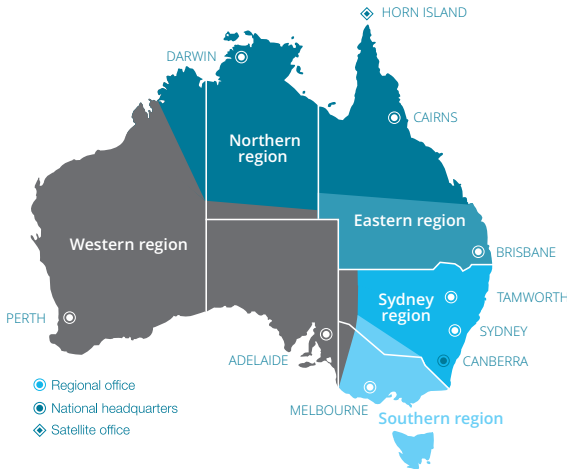 HORN ISLAND
DARWIN
CAIRNS
Northern
region
Eastern region
Western region
BRISBANE
Sydney
region
TAMWORTH
PERTH
SYDNEY
ADELAIDE
CANBERRA
Regional office
National headquarters
MELBOURNE
Southern region
Satellite office